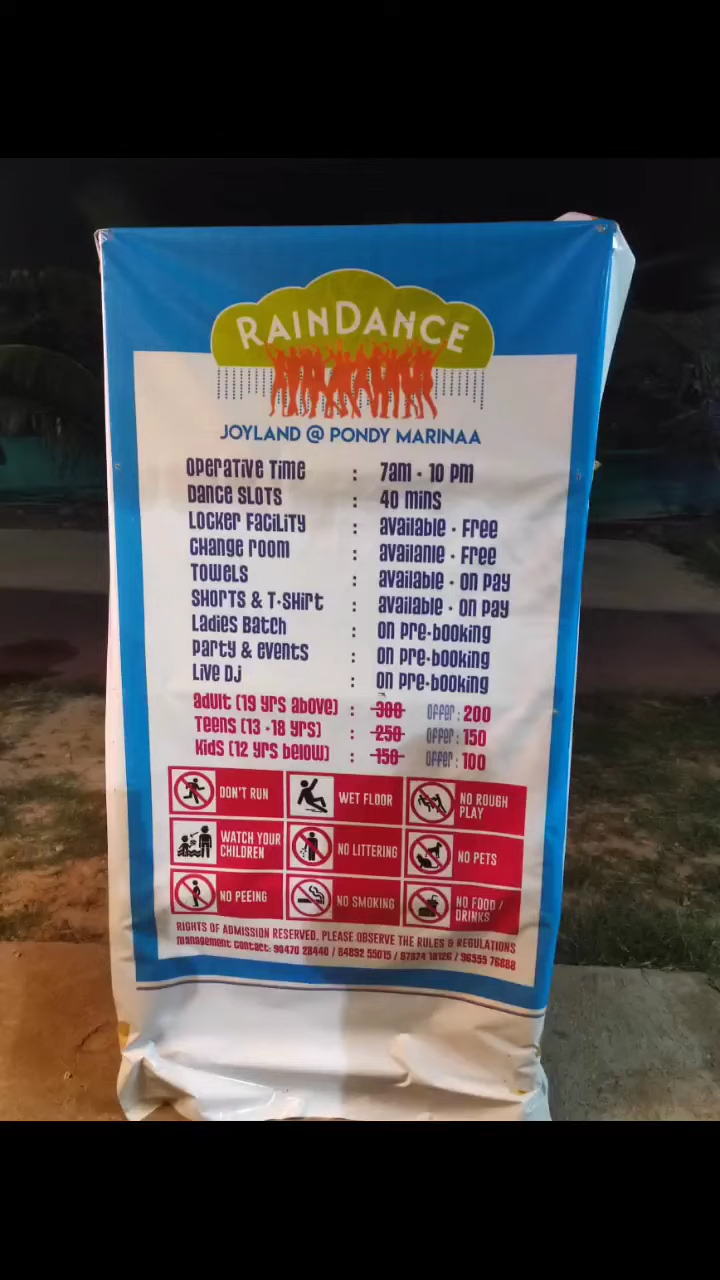 RAINDANCE
JOYLAND @ PONDY MARINAA
OPERATIVE TIME : 7AM - 10 PM
DANCE SLOTS : 40 MINS
LOCKER FACILITY : AVAILABLE - FREE
CHANGE ROOM : AVAILANLE - FREE
TOWELS : AVAILABLE - ON PAY
SHORTS & T-SHIRT : AVAILABLE - ON PAY
LADIES BATCH : ON PRE-BOOKING
PARTY & EVENTS : ON PRE-BOOKING
LIVE DJ : ON PRE-BOOKING
ADULT (19 YRS ABOVE) : 300 OFFER : 200
TEENS (13 -18 YRS) : 250 OFFER : 150
KIDS (12 YRS BELOW) : 150 OFFER : 100
DON'T RUN WET FLOOR NO ROUGH
PLAY
WATCH YOUR
CHILDREN NO LITTERING NO PETS
NO PEEING NO SMOKING NO FOOD /
DRINKS
RIGHTS OF ADMISSION RESERVED. PLEASE OBSERVE THE RULES & REGULATIONS
MANAGEMENT CONTACT: 90470 28440 / 84892 55015 / / 96559 76888